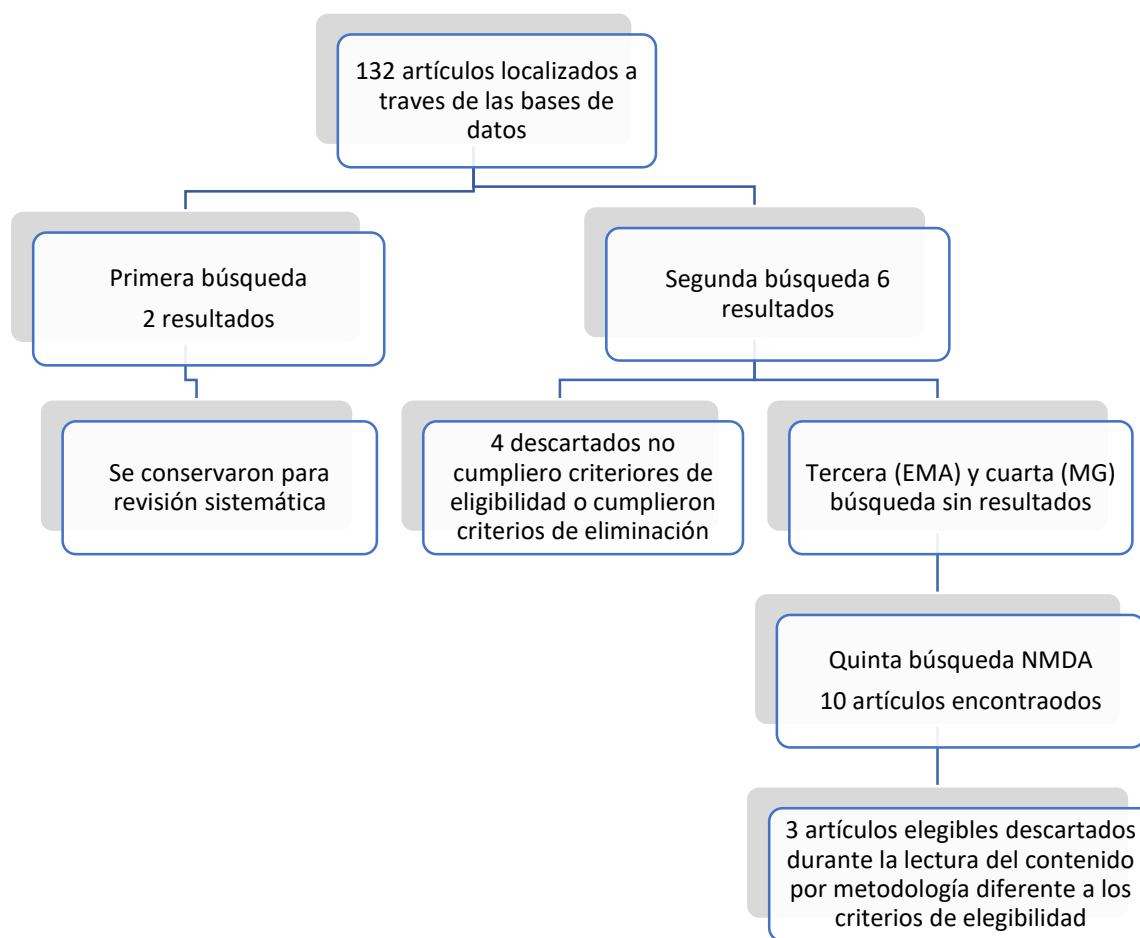 132 artículos localizados a
traves de las bases de
datos
Primera búsqueda
2 resultados
Segunda búsqueda 6
resultados
Se conservaron para
revisión sistemática
4 descartados no
cumpliero criteriores de
eligibilidad o cumplieron
criterios de eliminación
Tercera (EMA) y cuarta (MG)
búsqueda sin resultados
Quinta búsqueda NMDA
10 artículos encontraodos
3 artículos elegibles descartados
durante la lectura del contenido
por metodología diferente a los
criterios de elegibilidad